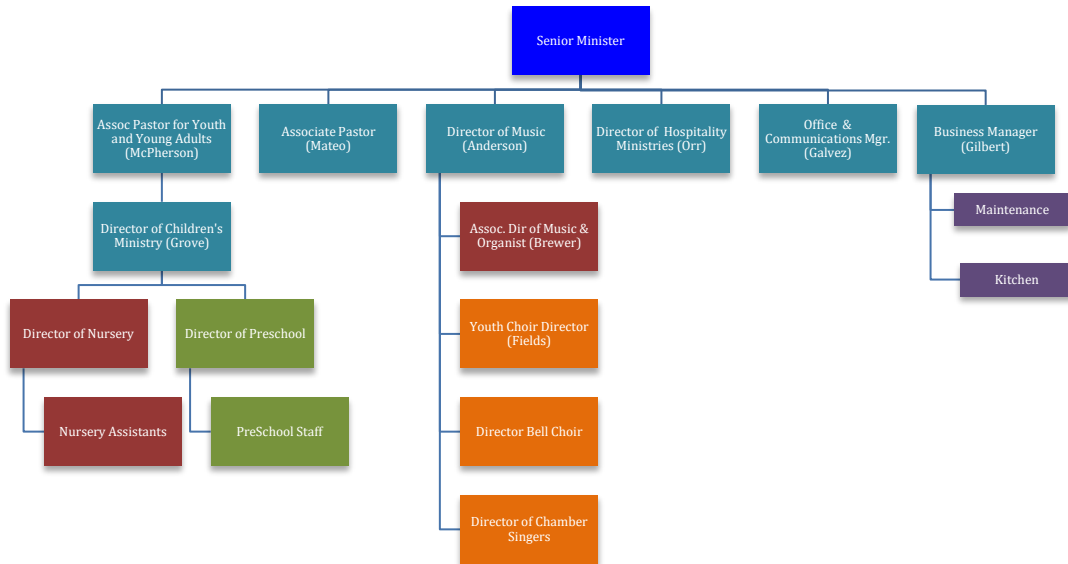 Senior Minister
Assoc Pastor for Youth
and Young Adults
(McPherson)
Associate Pastor
(Mateo)
Director of Music
(Anderson)
Director of Hospitality
Ministries (Orr)
Office &
Communications Mgr.
(Galvez)
Business Manager
(Gilbert)
Director of Children's
Ministry (Grove)
Assoc. Dir of Music &
Organist (Brewer)
Maintenance
Kitchen
Director of Nursery
Director of Preschool
Youth Choir Director
(Fields)
Nursery Assistants
PreSchool Staff
Director Bell Choir
Director of Chamber
Singers